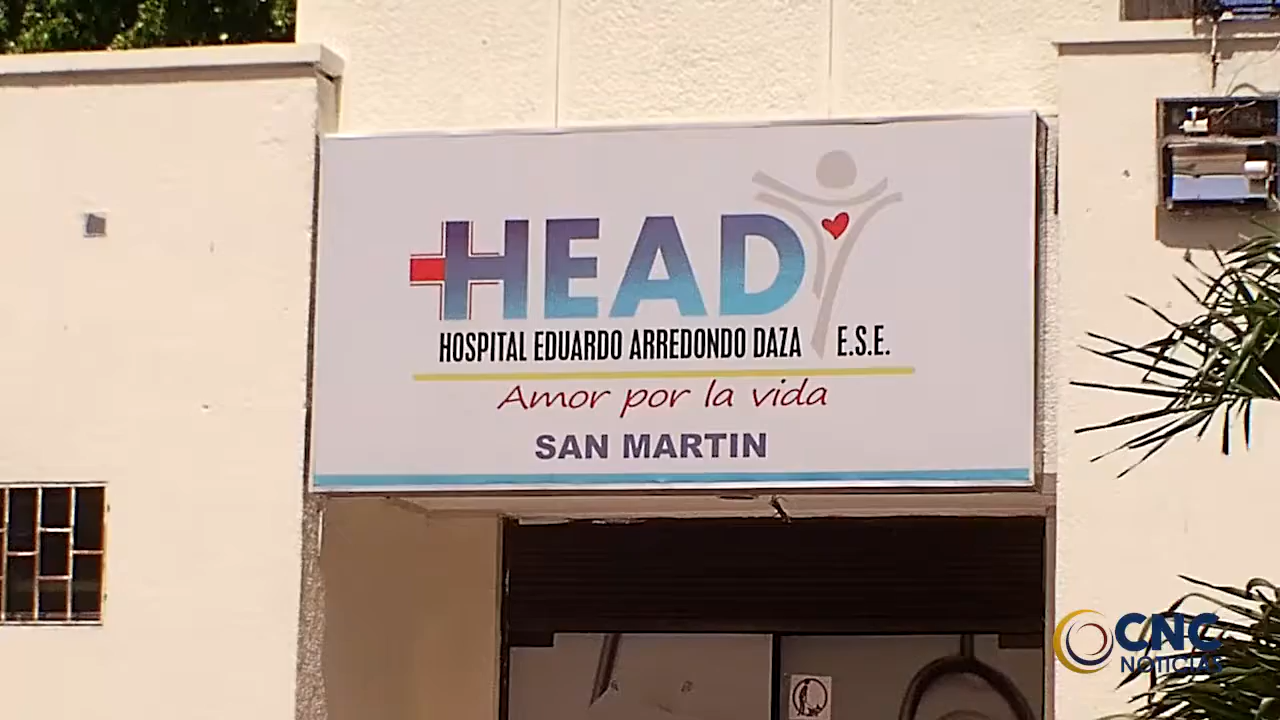 HEAD
HOSPITAL EDUARDO ARREDONDO DAZA E.S.E.
Amor por la vida
SAN MARTIN
CNC
NOTICIAS